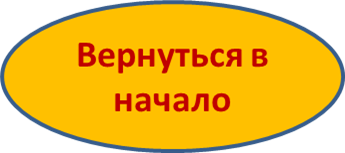 Вернуться в
начало